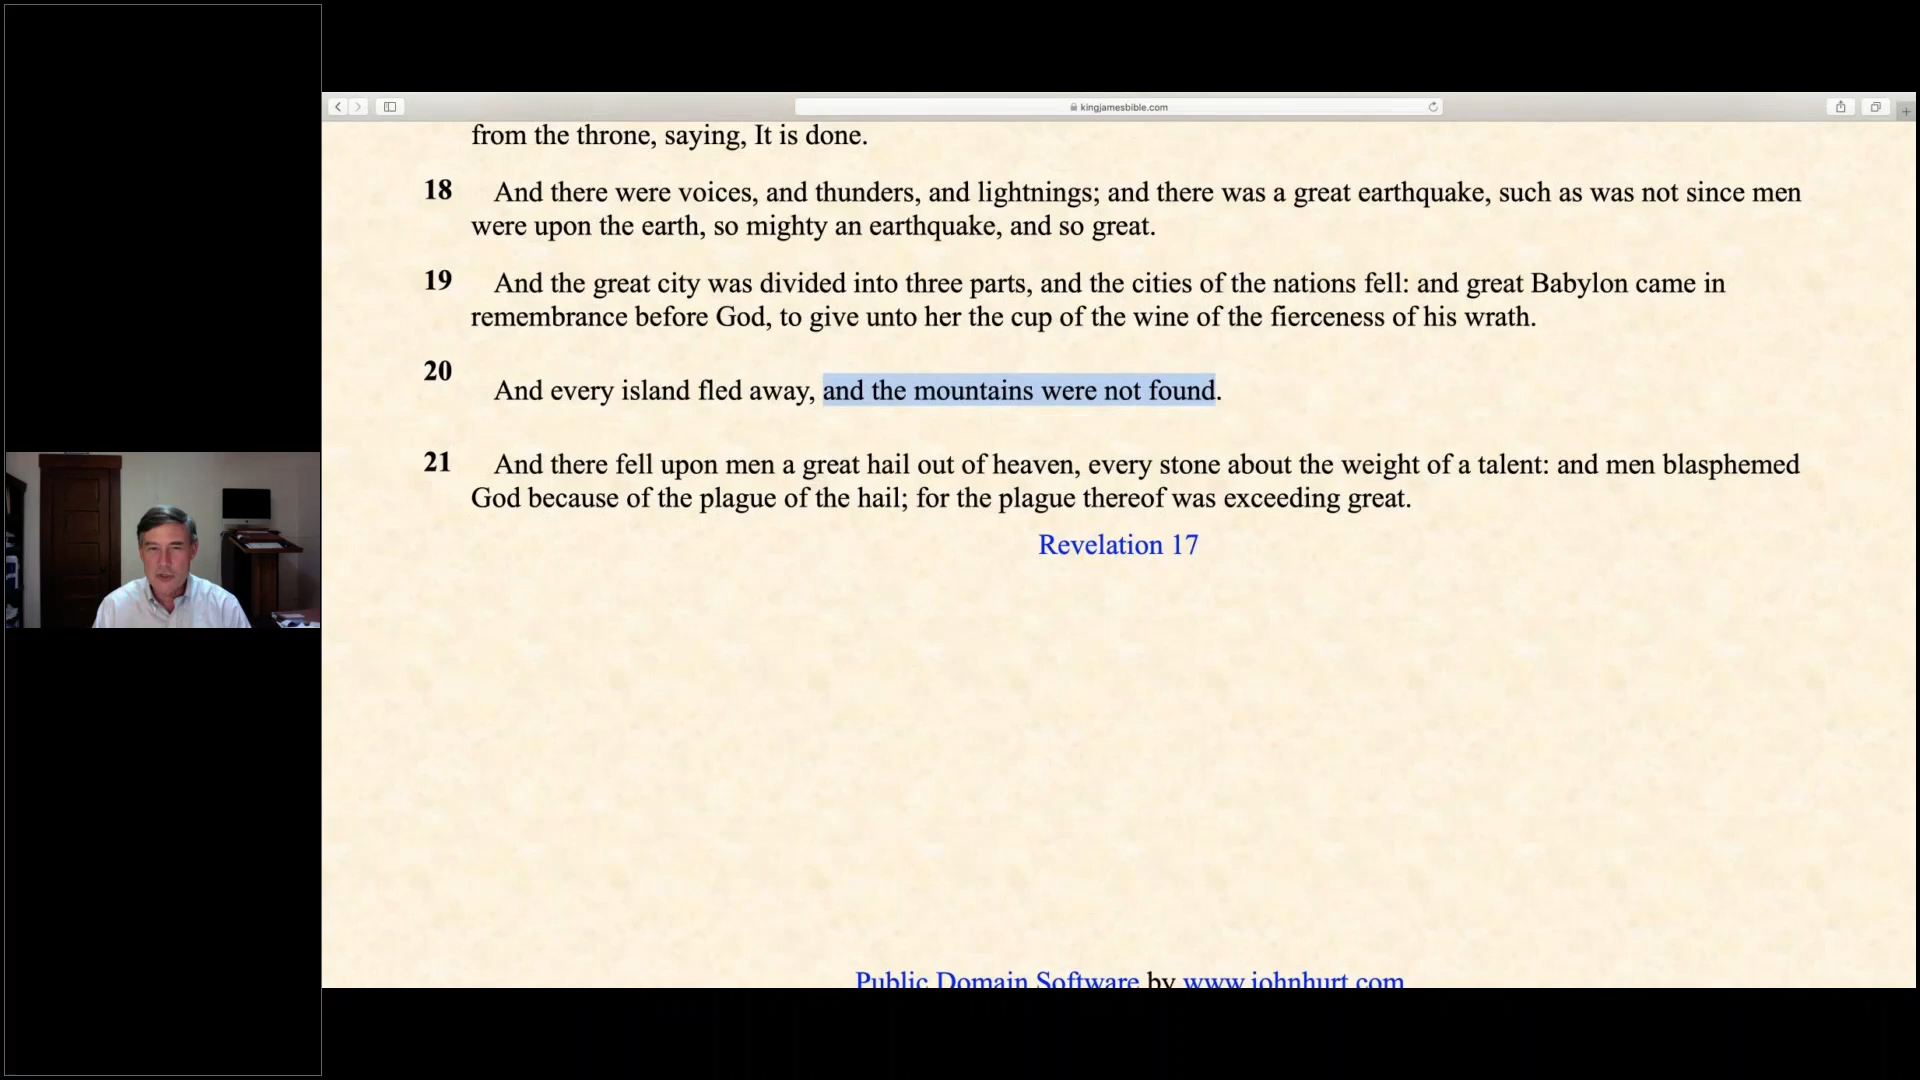 kingjamesbible.com
from the throne, saying, It is done.
18 And there were voices, and thunders, and lightnings; and there was a great earthquake, such as was not since men
were upon the earth, so mighty an earthquake, and so great.
19 And the great city was divided into three parts, and the cities of the nations fell: and great Babylon came in
remembrance before God, to give unto her the cup of the wine of the fierceness of his wrath.
20 And every island fled away, and the mountains were not found.
21 And there fell upon men a great hail out of heaven, every stone about the weight of a talent: and men blasphemed
God because of the plague of the hail; for the plague thereof was exceeding great.
Revelation 17
Public Domain Software by www.johnhurt.com